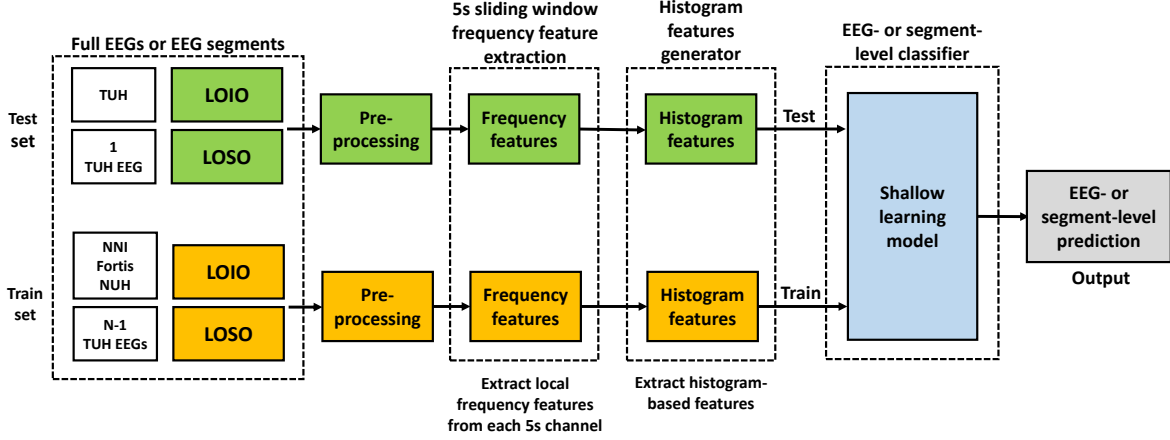 Full EEGs or EEG segments
5s sliding window
frequency feature
extraction
Histogram
features
generator
EEG- or segment-
level classifier
Test
set
TUH
LOIO
1
TUH EEG
LOSO
Pre-
processing
Frequency
features
Histogram
features
Test
Shallow
learning
model
EEG- or
segment-level
prediction
Output
Train
set
NNI
Fortis
NUH
LOIO
N-1
TUH EEGs
LOSO
Pre-
processing
Frequency
features
Histogram
features
Train
Extract local
frequency features
from each 5s channel
Extract histogram-
based features